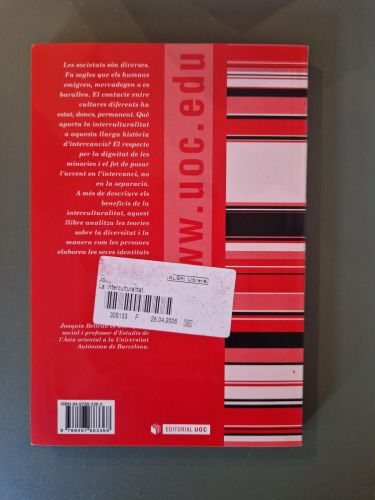 Les societats són diverses.
Fa segles que els humans
emigren, mercadegen o es
barallen. El contacte entre
cultures diferents ha
estat, doncs, permanent. Què
aporta la interculturalitat
a aquesta llarga història
d'intercanvis? El respecte
per la dignitat de les
minories i el fet de posar
l'accent en l'intercanvi, no
en la separació.
A més de descriure els
beneficis de la
interculturalitat, aquest
llibre analitza les teories
sobre la diversitat i la
manera com les persones
elaboren les seves identitats
www.uoc.edu
La interculturalitat
26.04.2006
Joaquín Beltrán
social i professor d'Estudis de
l'Àsia oriental a la Universitat
Autònoma de Barcelona.
EDITORIAL UOC